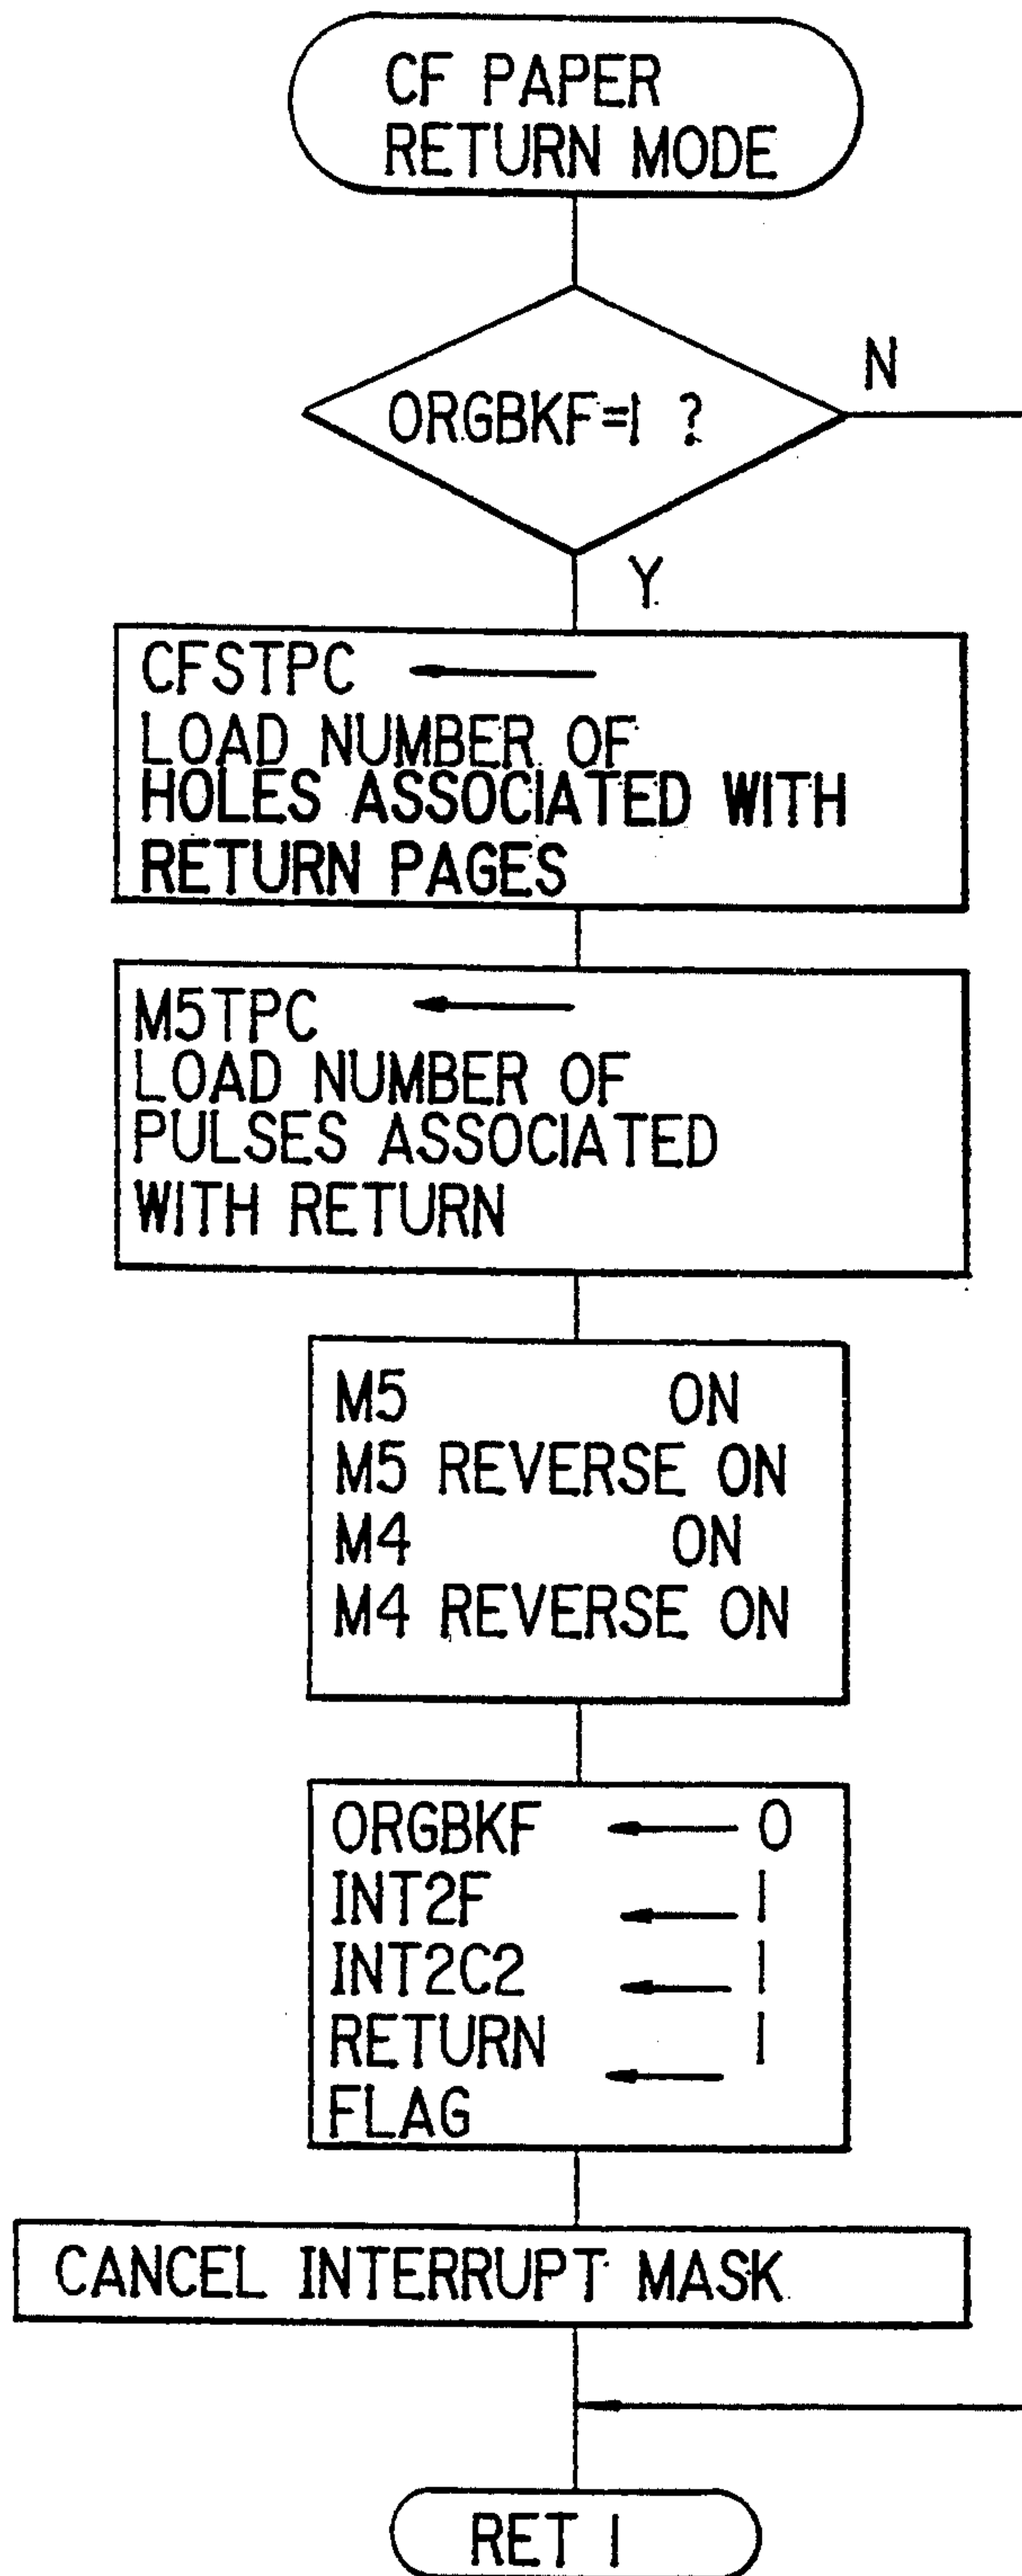 CF PAPER
RETURN MODE
ORGBKF=1 ?
N
Y
CFSTPC ←
LOAD NUMBER OF
HOLES ASSOCIATED WITH
RETURN PAGES
M5TPC ←
LOAD NUMBER OF
PULSES ASSOCIATED
WITH RETURN
M5 ON
M5 REVERSE ON
M4 ON
M4 REVERSE ON
ORGBKF ← 0
INT2F ← 1
INT2C2 ← 1
RETURN ← 1
FLAG
CANCEL INTERRUPT MASK
RET 1